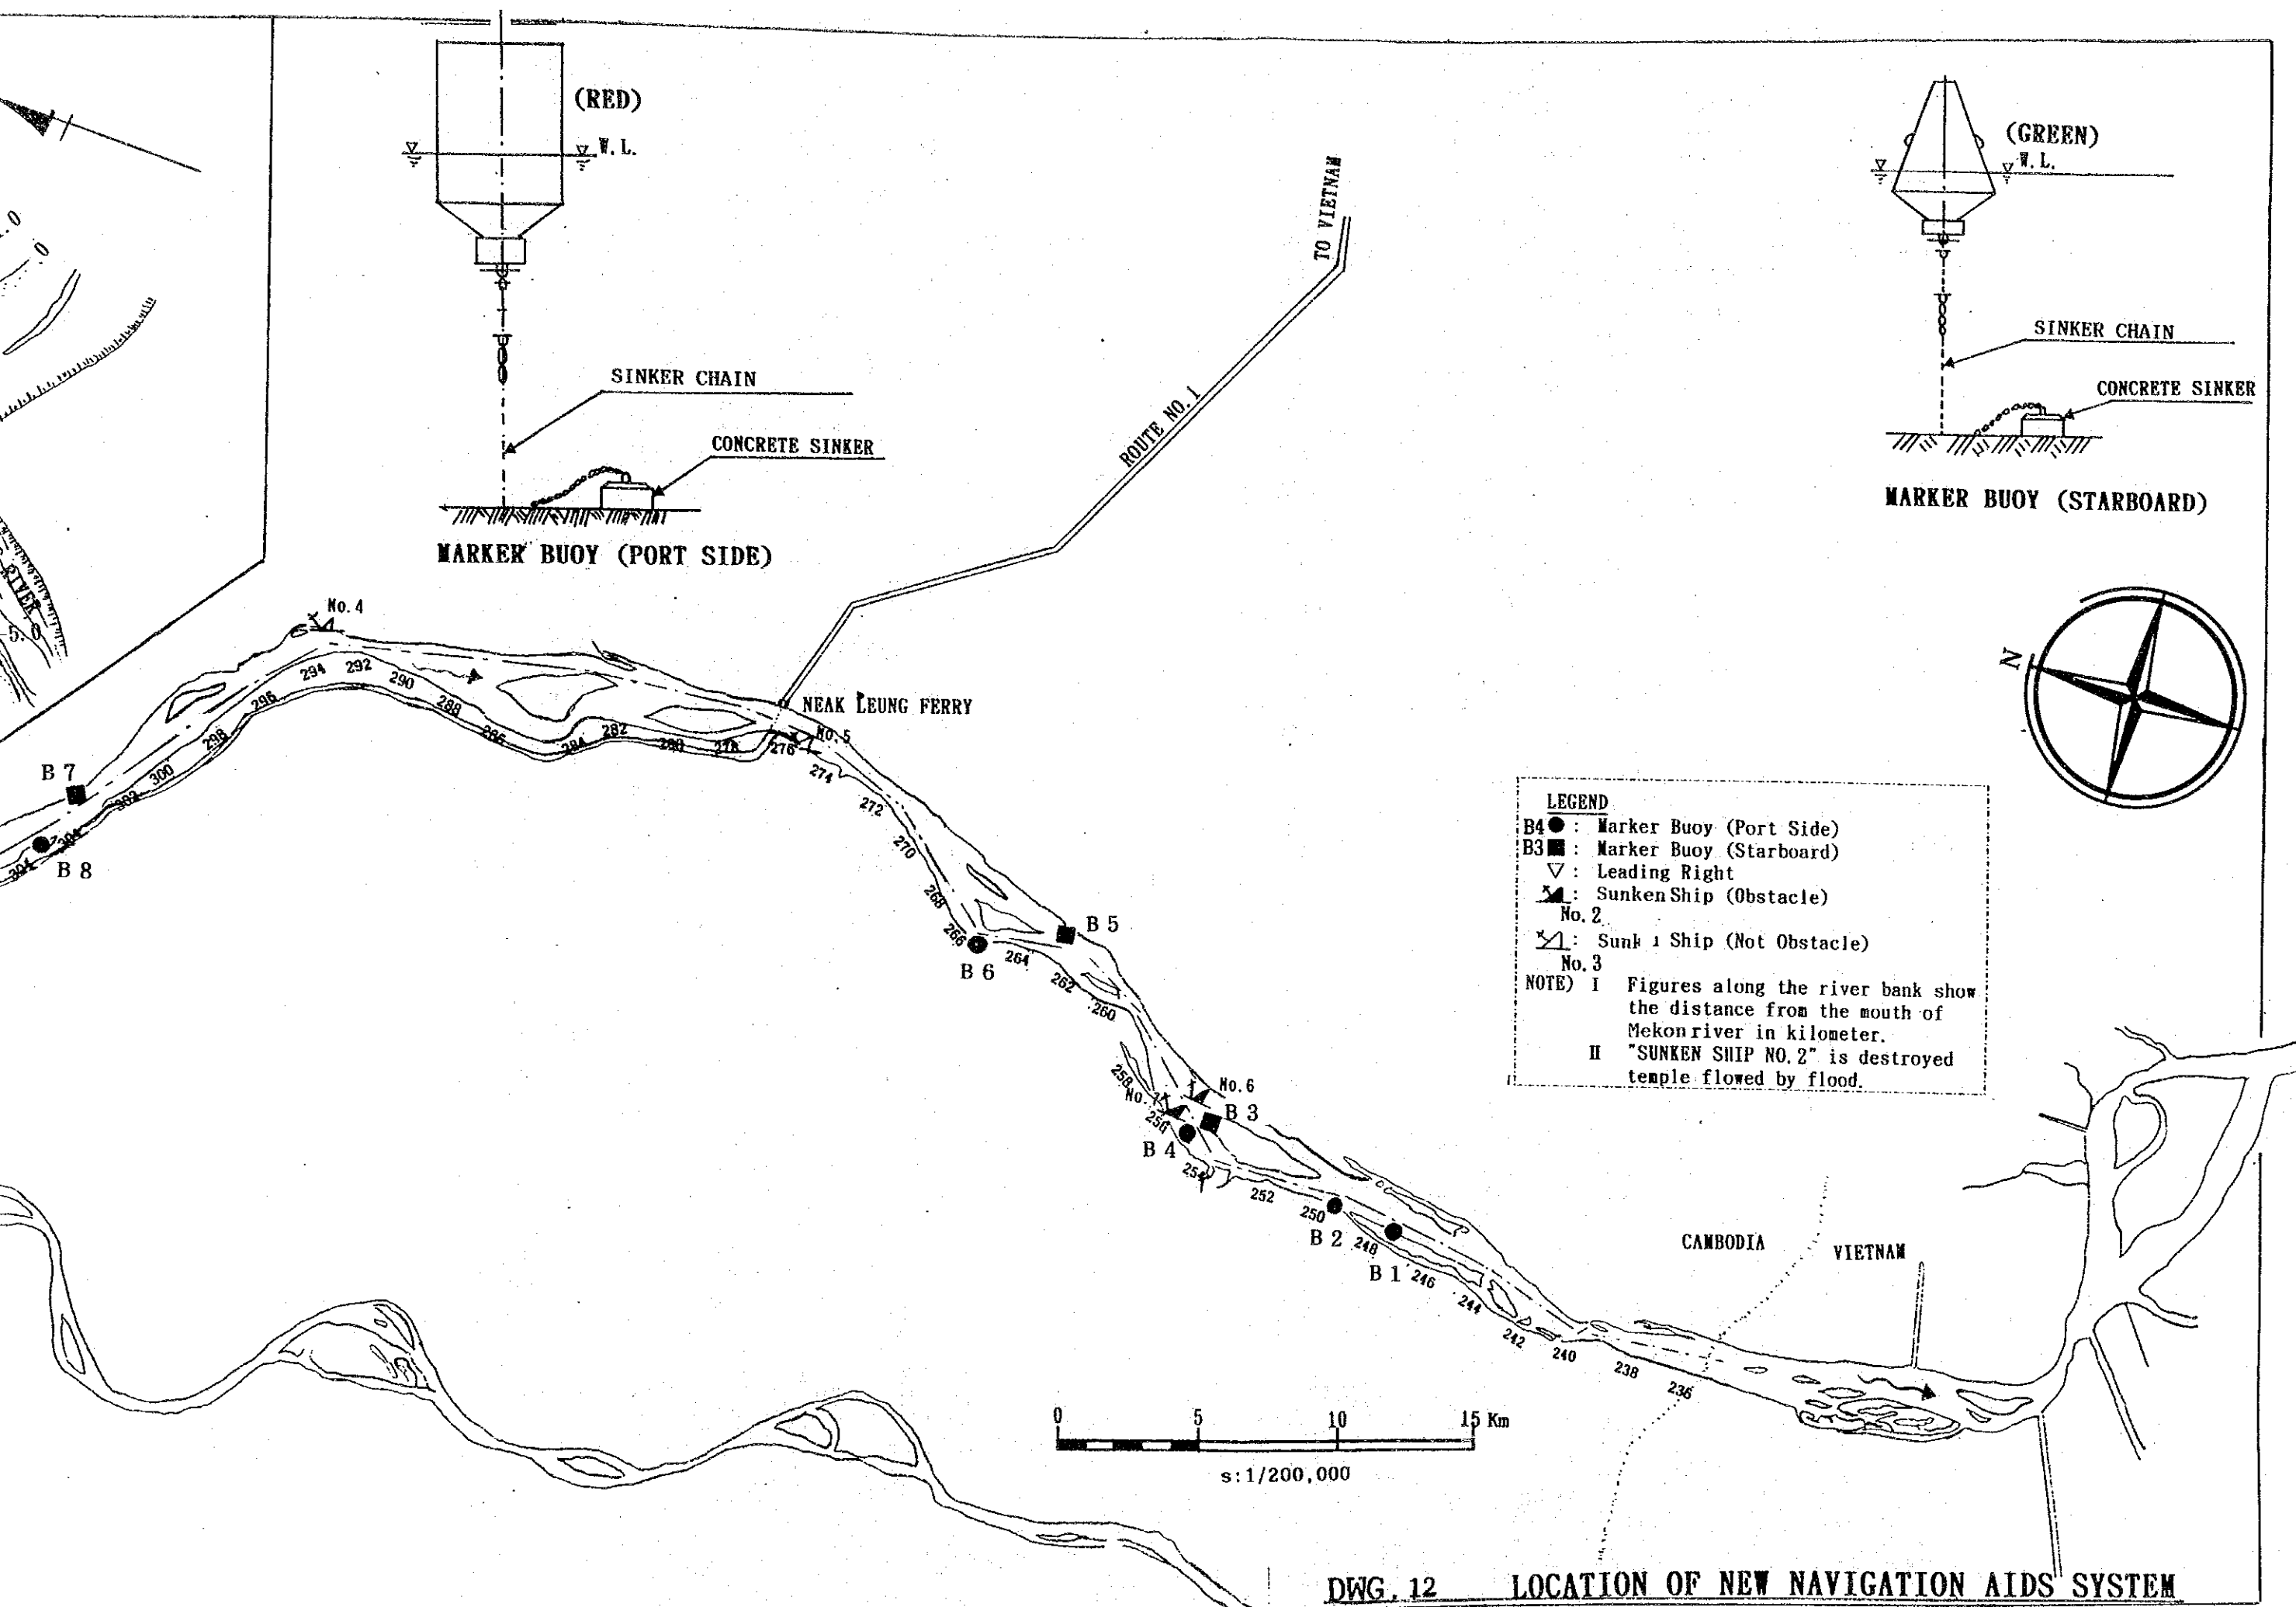 (RED)
W.L.
SINKER CHAIN
CONCRETE SINKER
MARKER BUOY (PORT SIDE)
(GREEN)
W.L.
SINKER CHAIN
CONCRETE SINKER
MARKER BUOY (STARBOARD)
TO VIETNAM
ROUTE NO.1
.0
.0
RIVER
-5.0
N
No.4
294
292
290
288
286
284
282
280
278
276
274
272
270
268
266
264
262
260
258
256
254
252
250
248
246
244
242
240
238
236
296
298
300
302
304
NEAK LEUNG FERRY
No.5
B 7
B 8
B 5
B 6
No.6
B 3
B 4
B 2
B 1
LEGEND
B4 : Marker Buoy (Port Side)
B3 : Marker Buoy (Starboard)
: Leading Right
: Sunken Ship (Obstacle)
No.2
: Ship (Not Obstacle)
No.3
NOTE) I Figures along the river bank show
the distance from the mouth of
Mekon river in kilometer.
II "SUNKEN SHIP NO.2" is destroyed
temple flowed by flood.
CAMBODIA
VIETNAM
0 5 10 15 Km
s:1/200,000
DWG. 12 LOCATION OF NEW NAVIGATION AIDS SYSTEM